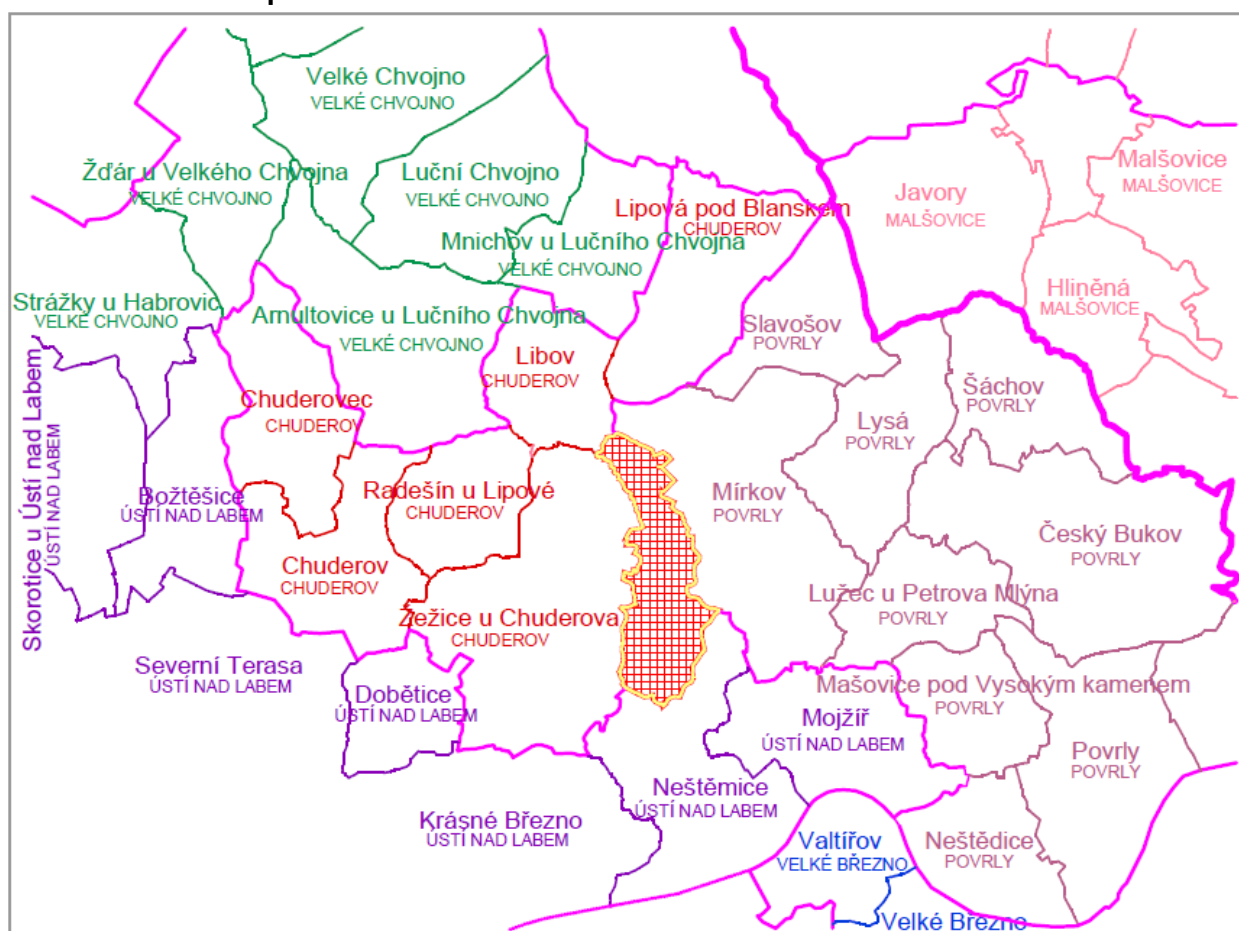 Velké Chvojno
VELKÉ CHVOJNO
Žďár u Velkého Chvojna
VELKÉ CHVOJNO
Luční Chvojno
VELKÉ CHVOJNO
Malšovice
MALŠOVICE
Javory
MALŠOVICE
Lipová pod Blanskem
CHUDEROV
Mnichov u Lučního Chvojna
VELKÉ CHVOJNO
Hliněná
MALŠOVICE
Strážky u Habrovic
VELKÉ CHVOJNO
Arnultovice u Lučního Chvojna
VELKÉ CHVOJNO
Slavošov
POVRLY
Libov
CHUDEROV
Šáchov
POVRLY
Chuderovec
CHUDEROV
Lysá
POVRLY
Skorotice u Ústí nad Labem
ÚSTÍ NAD LABEM
Božtěšice
ÚSTÍ NAD LABEM
Radešín u Lipové
CHUDEROV
Mírkov
POVRLY
Český Bukov
POVRLY
Chuderov
CHUDEROV
Lužec u Petrova Mlýna
POVRLY
Žežice u Chuderova
CHUDEROV
Severní Terasa
ÚSTÍ NAD LABEM
Dobětice
ÚSTÍ NAD LABEM
Mašovice pod Vysokým kamenem
POVRLY
Mojžíř
ÚSTÍ NAD LABEM
Povrly
POVRLY
Neštěmice
ÚSTÍ NAD LABEM
Krásné Březno
ÚSTÍ NAD LABEM
Valtířov
VELKÉ BŘEZNO
Neštědice
POVRLY
Velké Březno